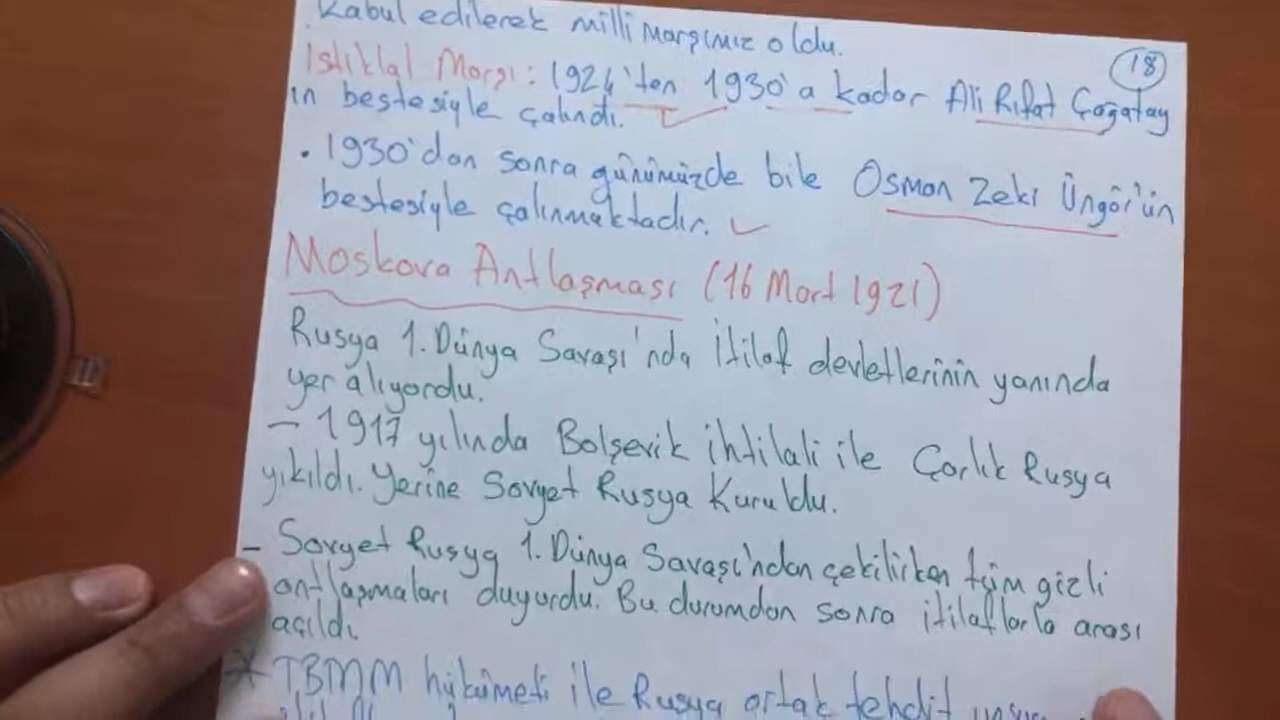 Kabul edilerek milli marşımız oldu.
18
İstiklal Marşı: 1924'ten 1930'a kadar Ali Rıfat Çağatay
ın bestesiyle çalındı.
. 1930'dan sonra günümüzde bile Osman Zeki Üngör'ün
bestesiyle çalınmaktadır.
Moskova Antlaşması (16 Mart 1921)
Rusya 1. Dünya Savaşı'nda İtilaf devletlerinin yanında
yer alıyordu.
- 1917 yılında Bolşevik ihtilali ile Çarlık Rusya
yıkıldı. Yerine Sovyet Rusya Kuruldu.
- Sovyet Rusya 1. Dünya Savaşı'ndan çekilirken tüm gizli
antlaşmaları duyurdu. Bu durumdan sonra itilaflarla arası
açıldı.
* TBMM hükümeti ile Rusya ortak tehdit